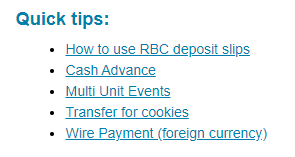 Quick tips:
How to use RBC deposit slips
Cash Advance
Multi Unit Events
Transfer for cookies
Wire Payment (foreign currency)